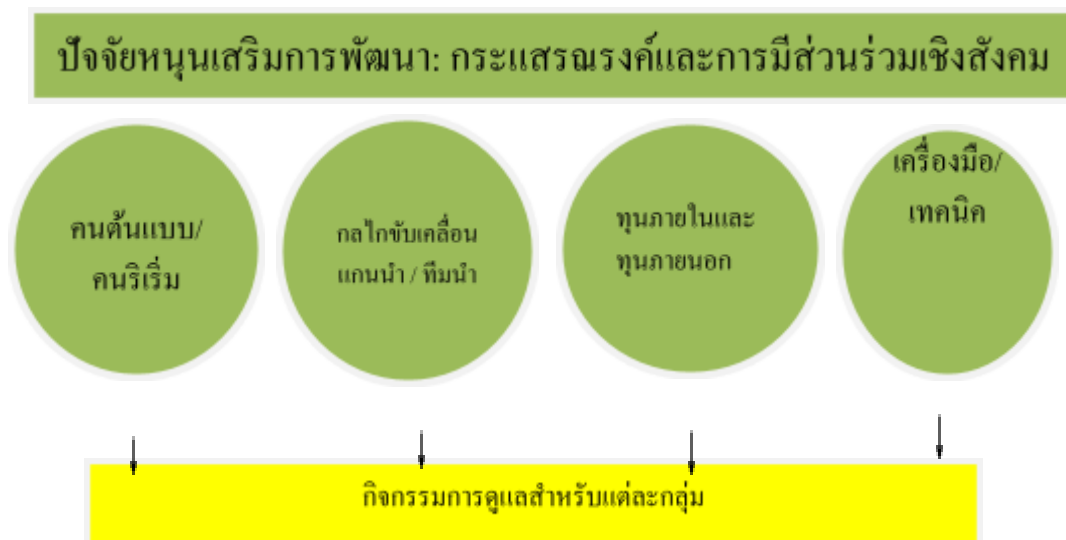 ปัจจัยหนุนเสริมการพัฒนา: กระแสรณรงค์และการมีส่วนร่วมเชิงสังคม
คนต้นแบบ/
คนริเริ่ม
กลไกขับเคลื่อน
แกนนำ / ทีมนำ
ทุนภายในและ
ทุนภายนอก
เครื่องมือ/
เทคนิค
กิจกรรมการดูแลสำหรับแต่ละกลุ่ม